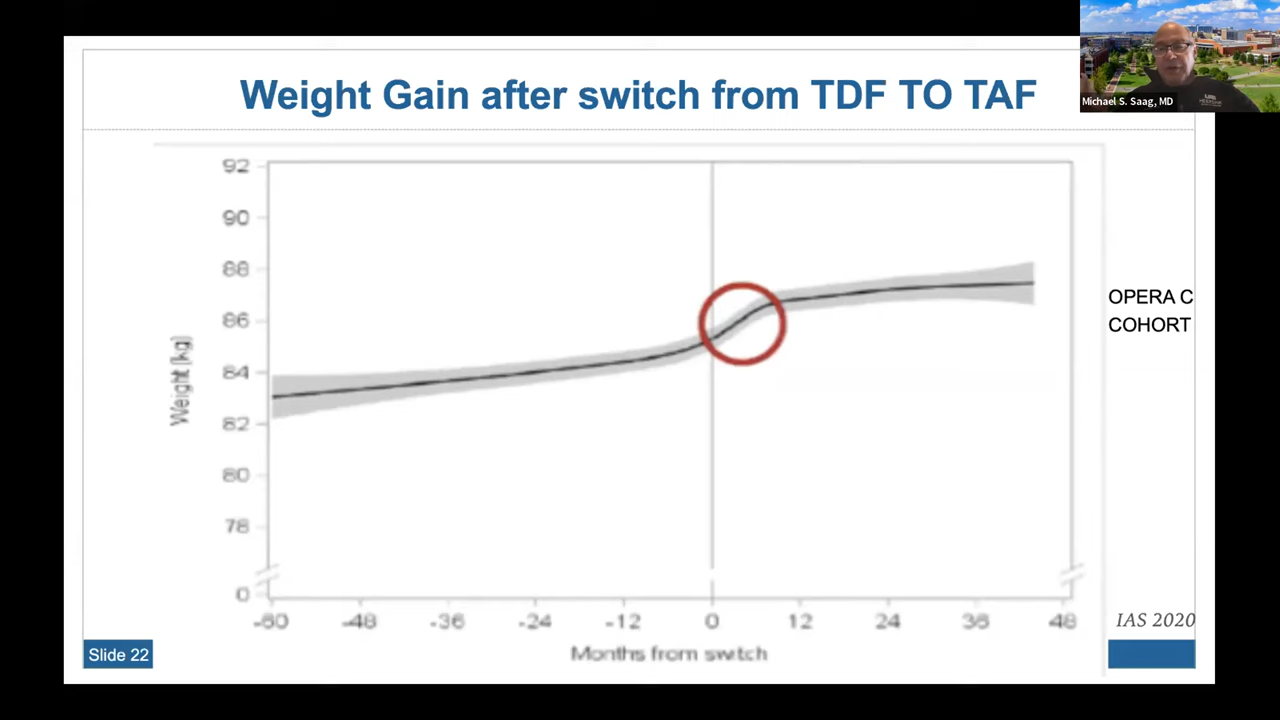 Weight Gain after switch from TDF TO TAF
Michael S. Saag, MD
92
90
88
86
84
82
80
78
0
Weight (kg)
-60 -48 -36 -24 -12 0 12 24 36 48
Months from switch
OPERA C
COHORT
IAS 2020
Slide 22